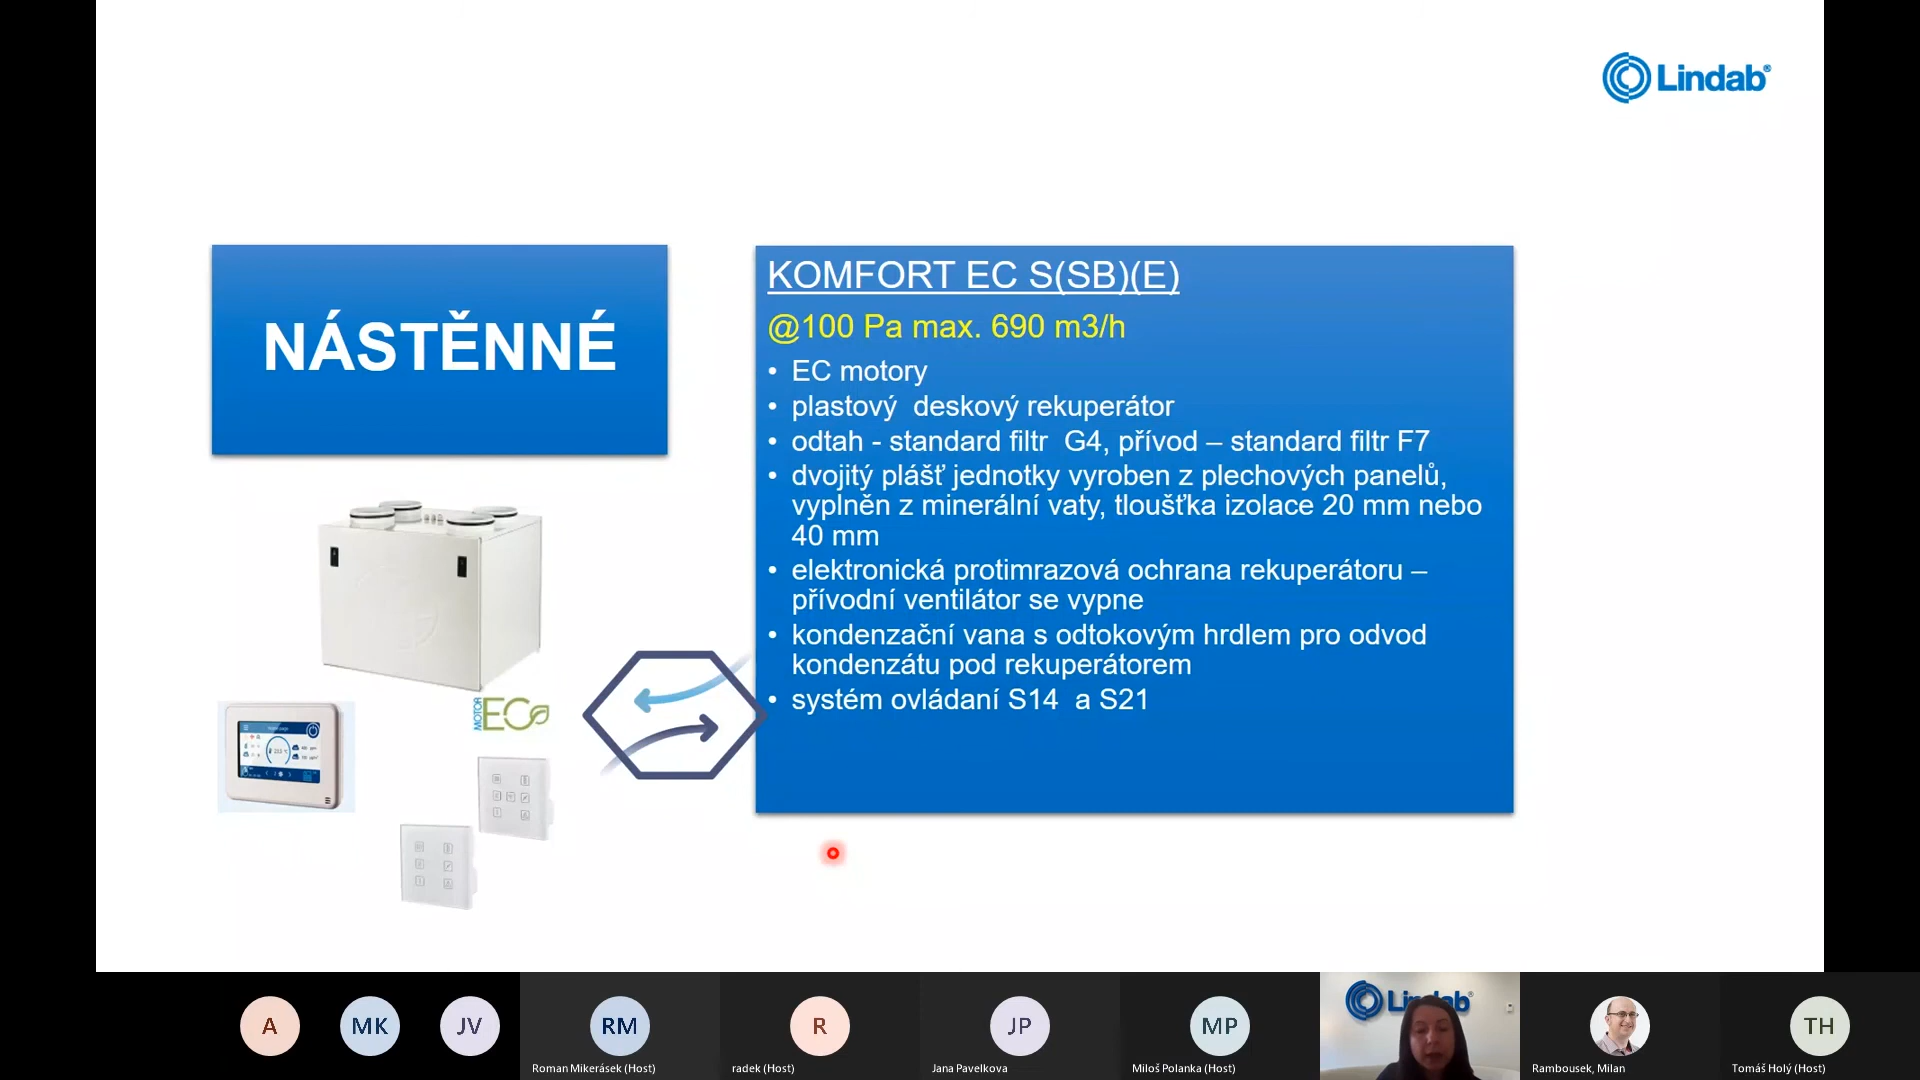 Lindab®
NÁSTĚNNÉ
KOMFORT EC S(SB)(E)
@100 Pa max. 690 m3/h
• EC motory
• plastový  deskový rekuperátor
• odtah - standard filtr  G4, přívod – standard filtr F7
• dvojitý plášť jednotky vyroben z plechových panelů,
vyplněn z minerální vaty, tloušťka izolace 20 mm nebo
40 mm
• elektronická protimrazová ochrana rekuperátoru –
přívodní ventilátor se vypne
• kondenzační vana s odtokovým hrdlem pro odvod
kondenzátu pod rekuperátorem
• systém ovládaní S14  a S21
MOTOR
EC
A
MK
JV
RM
R
JP
MP
Lindab®
TH
Roman Mikerásek (Host)
radek (Host)
Jana Pavelkova
Miloš Polanka (Host)
Rambousek, Milan
Tomáš Holý (Host)